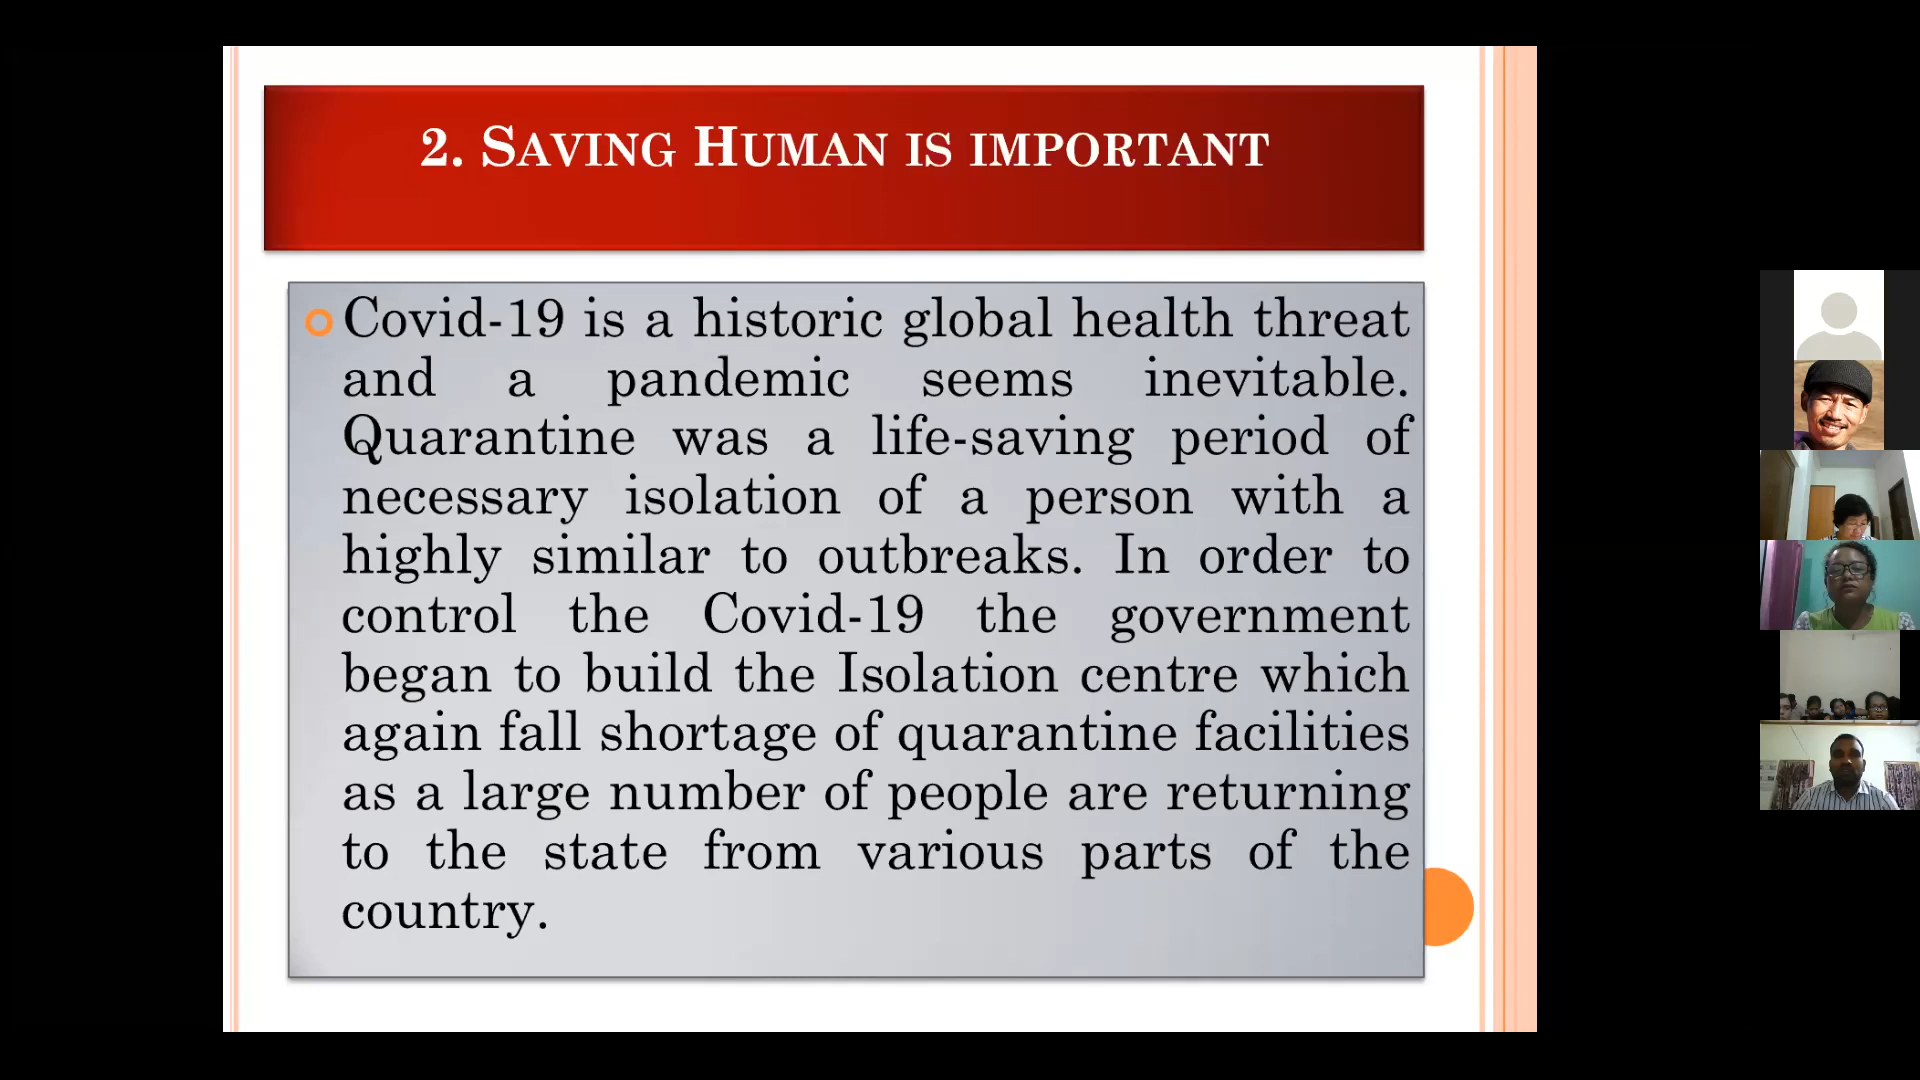 2. SAVING HUMAN IS IMPORTANT
Covid-19 is a historic global health threat
and a pandemic seems inevitable.
Quarantine was a life-saving period of
necessary isolation of a person with a
highly similar to outbreaks. In order to
control the Covid-19 the government
began to build the Isolation centre which
again fall shortage of quarantine facilities
as a large number of people are returning
to the state from various parts of the
country.